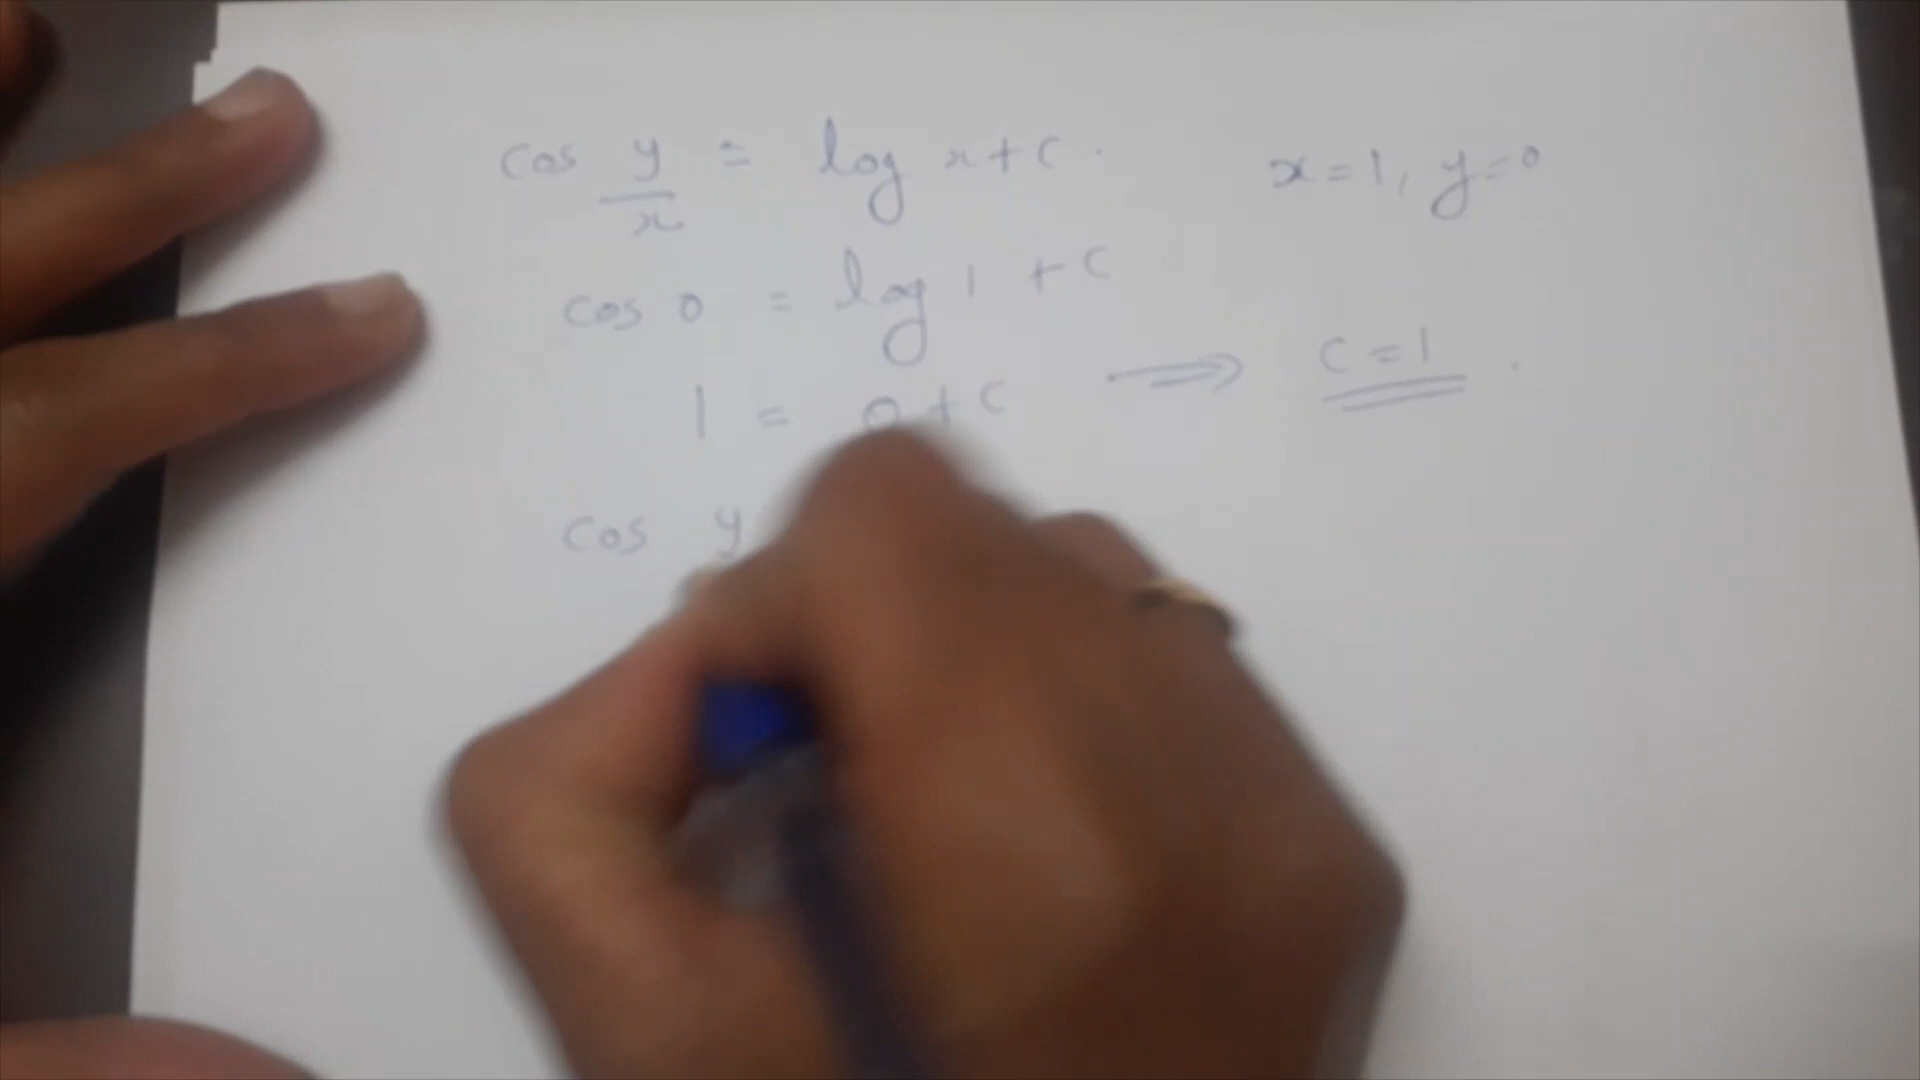 cos y/x = log x + c.    x = 1, y = 0
cos 0 = log 1 + c
1 = 0 + c ⟹ c = 1.
cos y